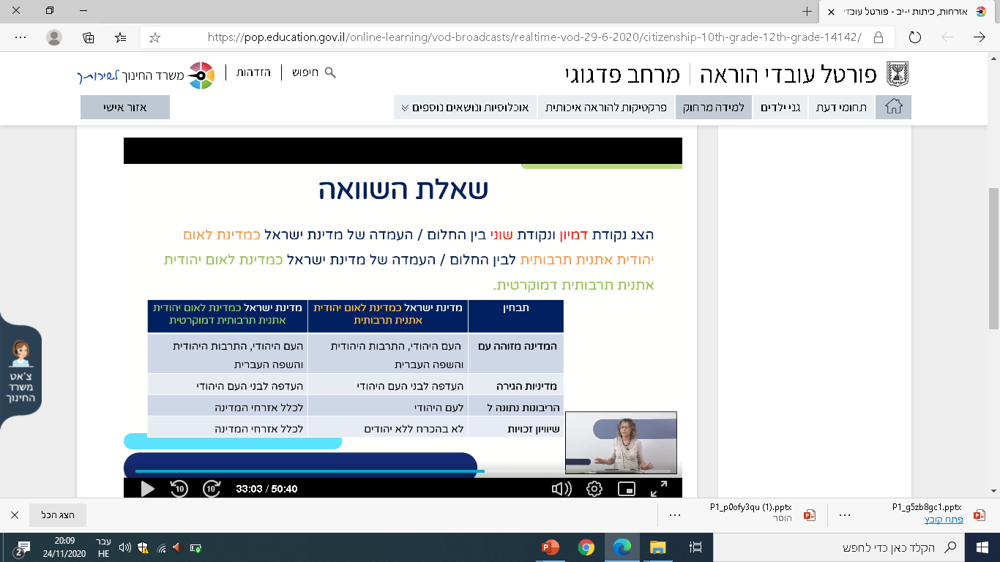 אזרחות, כיתות י-יב - פורטל עובדי
https://pop.education.gov.il/online-learning/vod-broadcasts/realtime-vod-29-6-2020/citizenship-10th-grade-12th-grade-14142/
פורטל עובדי הוראה | מרחב פדגוגי
חיפוש | הזדהות | משרד החינוך לשירותך
תחומי דעת
גני ילדים
למידה מרחוק
פרקטיקות להוראה איכותית
אוכלוסיות ונושאים נוספים
אזור אישי
שאלת השוואה
הצג נקודת דמיון ונקודת שוני בין החלום / העמדה של מדינת ישראל כמדינת לאום
יהודית אתנית תרבותית לבין החלום / העמדה של מדינת ישראל כמדינת לאום יהודית
אתנית תרבותית דמוקרטית.
תבחין
מדינת ישראל כמדינת לאום יהודית
אתנית תרבותית
מדינת ישראל כמדינת לאום יהודית
אתנית תרבותית דמוקרטית
המדינה מזוהה עם
העם היהודי, התרבות היהודית
והשפה העברית
העם היהודי, התרבות היהודית
והשפה העברית
מדיניות הגירה
העדפה לבני העם היהודי
העדפה לבני העם היהודי
הריבונות נתונה ל
לעם היהודי
לכלל אזרחי המדינה
שיוויון זכויות
לא בהכרח ללא יהודים
לכלל אזרחי המדינה
צ'אט
משרד
החינוך
10
10
33:03 / 50:40
P1_g5zb8gc1.pptx
פתח קובץ
P1_p0ofy3qu (1).pptx
הוסר
הצג הכל
הקלד כאן כדי לחפש
עבר
HE
20:09
24/11/2020
2